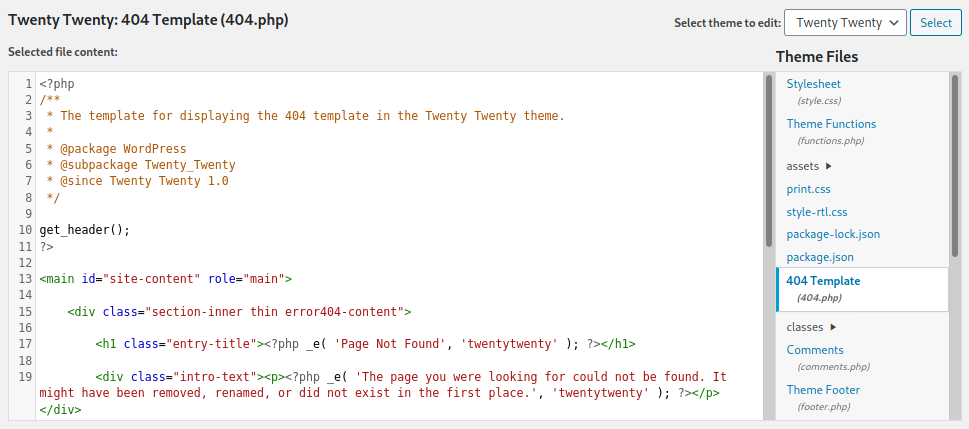 Twenty Twenty: 404 Template (404.php)
Select theme to edit: Twenty Twenty Select
Selected file content:
Theme Files
1 <?php
2 /**
3  * The template for displaying the 404 template in the Twenty Twenty theme.
4  *
5  * @package WordPress
6  * @subpackage Twenty_Twenty
7  * @since Twenty Twenty 1.0
8  */
9
10 get_header();
11 ?>
12
13 <main id="site-content" role="main">
14
15     <div class="section-inner thin error404-content">
16
17         <h1 class="entry-title"><?php _e( 'Page Not Found', 'twentytwenty' ); ?></h1>
18
19         <div class="intro-text"><p><?php _e( 'The page you were looking for could not be found. It
might have been removed, renamed, or did not exist in the first place.', 'twentytwenty' ); ?></p>
</div>
Stylesheet
(style.css)
Theme Functions
(functions.php)
assets
print.css
style-rtl.css
package-lock.json
package.json
404 Template
(404.php)
classes
Comments
(comments.php)
Theme Footer
(footer.php)